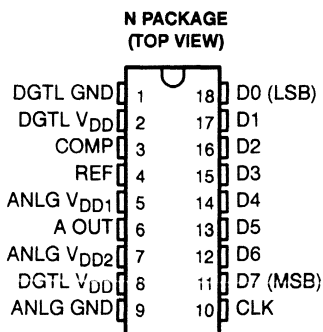 N PACKAGE
(TOP VIEW)
DGTL GND 1 18 D0 (LSB)
DGTL VDD 2 17 D1
COMP 3 16 D2
REF 4 15 D3
ANLG VDD1 5 14 D4
A OUT 6 13 D5
ANLG VDD2 7 12 D6
DGTL VDD 8 11 D7 (MSB)
ANLG GND 9 10 CLK